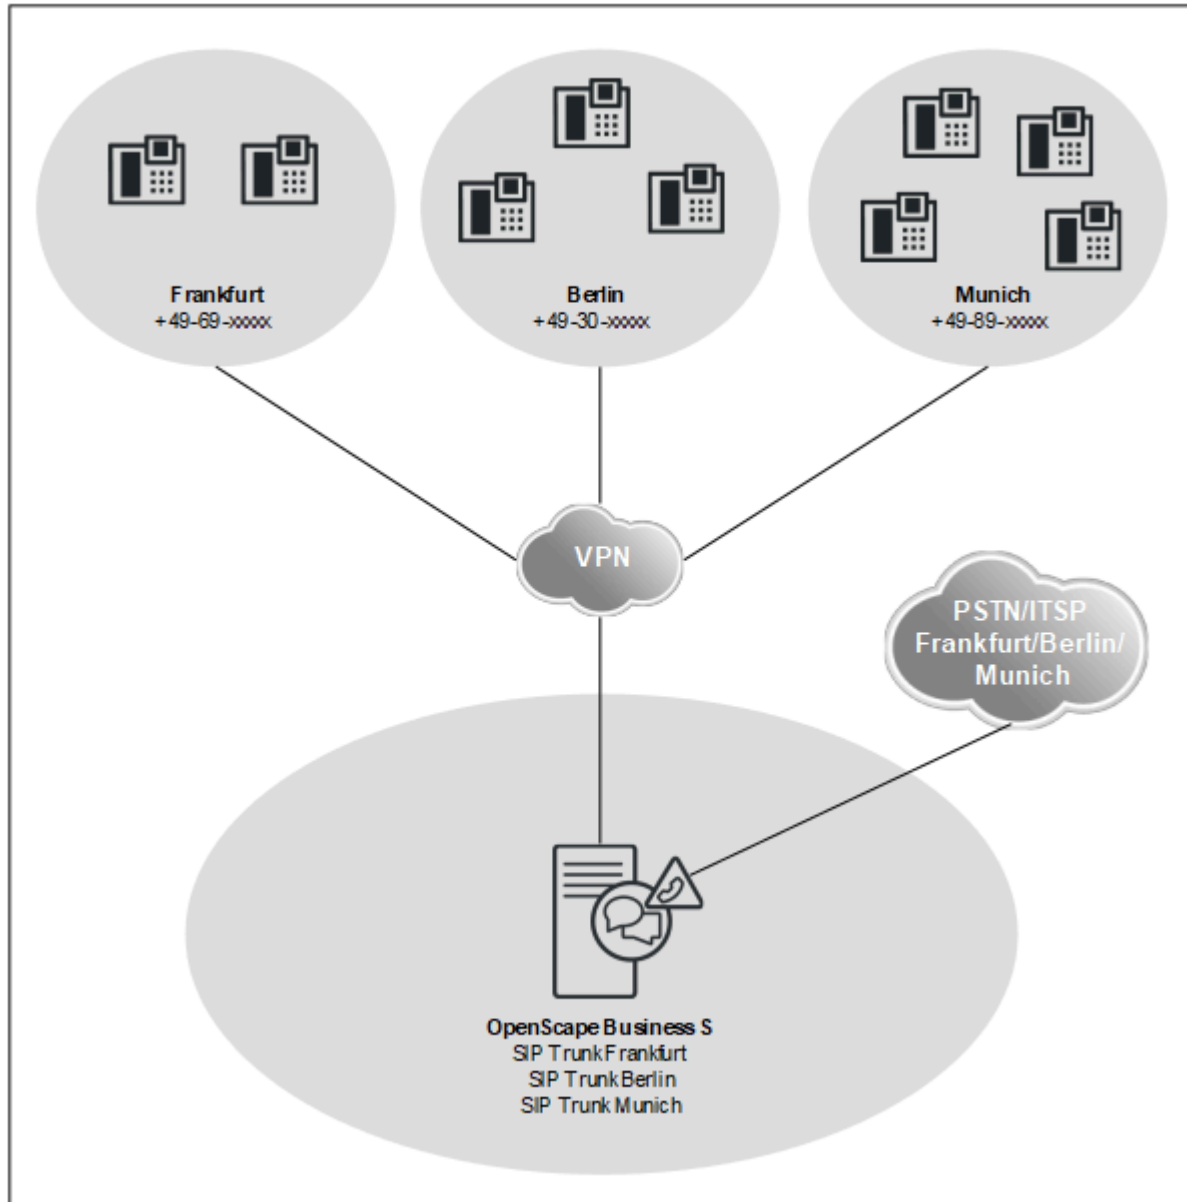 Frankfurt
+49-69-xxxxx
Berlin
+49-30-xxxxx
Munich
+49-89-xxxxx
VPN
PSTN/ITSP
Frankfurt/Berlin/
Munich
OpenScape Business S
SIP Trunk Frankfurt
SIP Trunk Berlin
SIP Trunk Munich